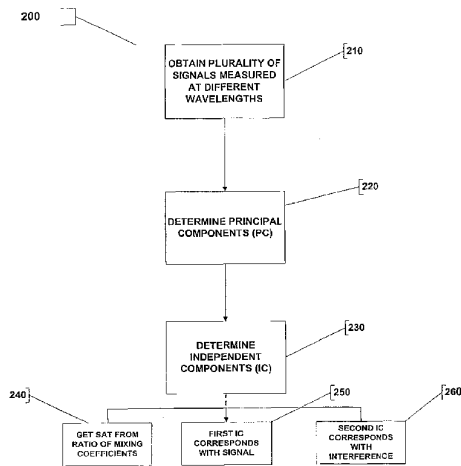 200
210
OBTAIN PLURALITY OF
SIGNALS MEASURED
AT DIFFERENT
WAVELENGTHS
220
DETERMINE PRINCIPAL
COMPONENTS (PC)
230
DETERMINE
INDEPENDENT
COMPONENTS (IC)
240
GET SAT FROM
RATIO OF MIXING
COEFFICIENTS
250
FIRST IC
CORRESPONDS
WITH SIGNAL
260
SECOND IC
CORRESPONDS
WITH
INTERFERENCE